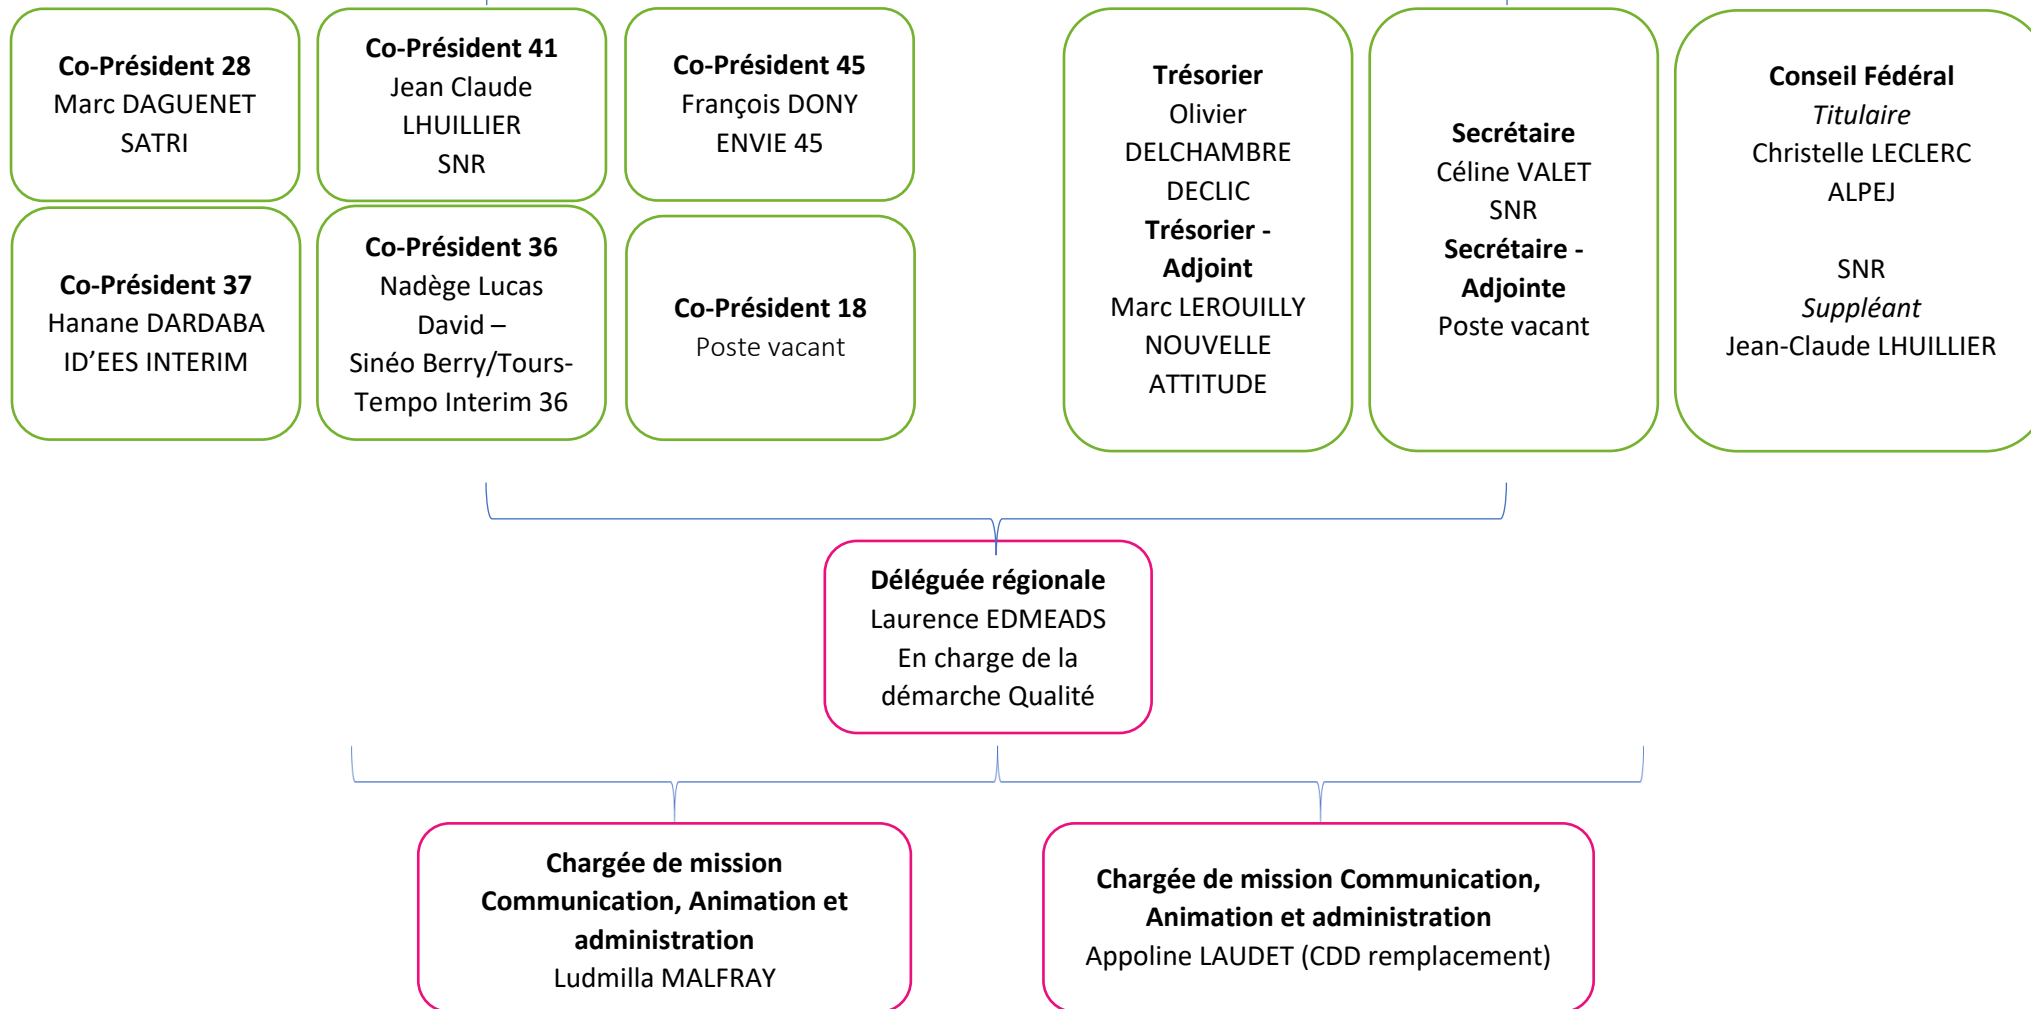 Co-Président 28
Marc DAGUENET
SATRI
Co-Président 41
Jean Claude
LHUILLIER
SNR
Co-Président 45
François DONY
ENVIE 45
Co-Président 37
Hanane DARDABA
ID’EES INTERIM
Co-Président 36
Nadège Lucas
David –
Sinéo Berry/Tours-
Tempo Interim 36
Co-Président 18
Poste vacant
Trésorier
Olivier
DELCHAMBRE
DECLIC
Trésorier -
Adjoint
Marc LEROUILLY
NOUVELLE
ATTITUDE
Secrétaire
Céline VALET
SNR
Secrétaire -
Adjointe
Poste vacant
Conseil Fédéral
Titulaire
Christelle LECLERC
ALPEJ
SNR
Suppléant
Jean-Claude LHUILLIER
Déléguée régionale
Laurence EDMEADS
En charge de la
démarche Qualité
Chargée de mission
Communication, Animation et
administration
Ludmilla MALFRAY
Chargée de mission Communication,
Animation et administration
Appoline LAUDET (CDD remplacement)